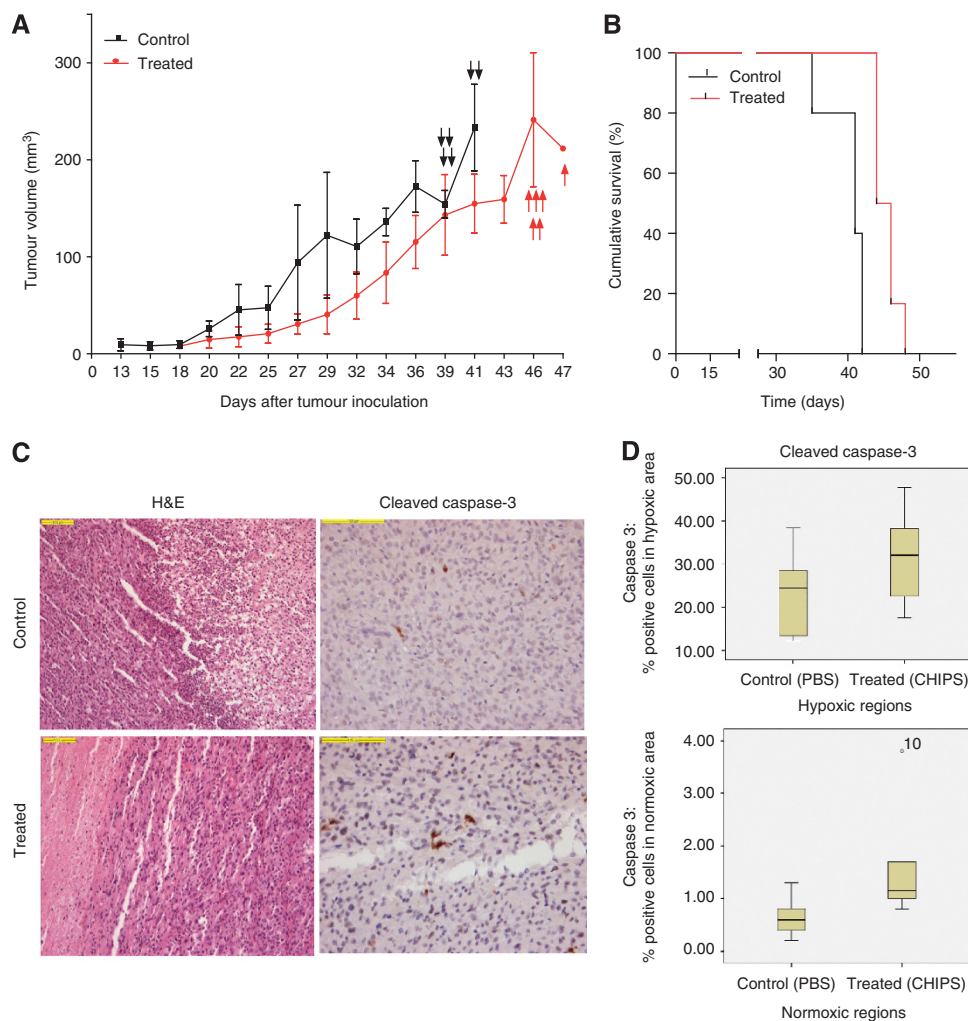 A
Control
Treated
300
200
100
0
Tumour volume (mm3)
0 13 15 18 20 22 25 27 29 32 34 36 39 41 43 46 47
Days after tumour inoculation
B
Control
Treated
100
80
60
40
20
0
Cumulative survival (%)
0 15 30 40 50
Time (days)
C
H&E
Cleaved caspase-3
Control
Treated
D
Cleaved caspase-3
Caspase 3:
% positive cells in hypoxic area
50.00
40.00
30.00
20.00
10.00
Control (PBS) Treated (CHIPS)
Hypoxic regions
Caspase 3:
% positive cells in normoxic area
4.00
3.00
2.00
1.00
0.00
10
Control (PBS) Treated (CHIPS)
Normoxic regions